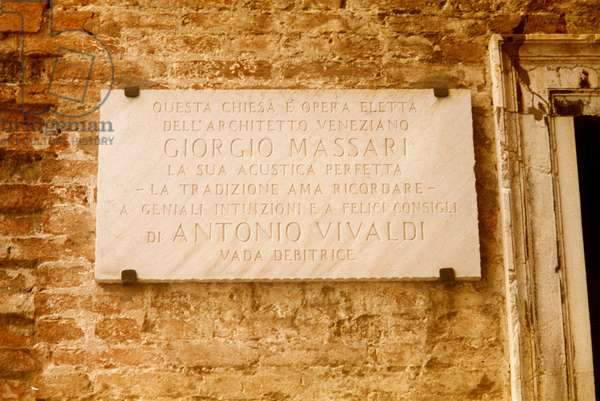 QUESTA CHIESA È OPERA ELETTA
DELL'ARCHITETTO VENEZIANO
GIORGIO MASSARI
LA SUA ACUSTICA PERFETTA
- LA TRADIZIONE AMA RICORDARE -
A GENIALI INTUIZIONI E A FELICI CONSIGLI
DI ANTONIO VIVALDI
VADA DEBITRICE